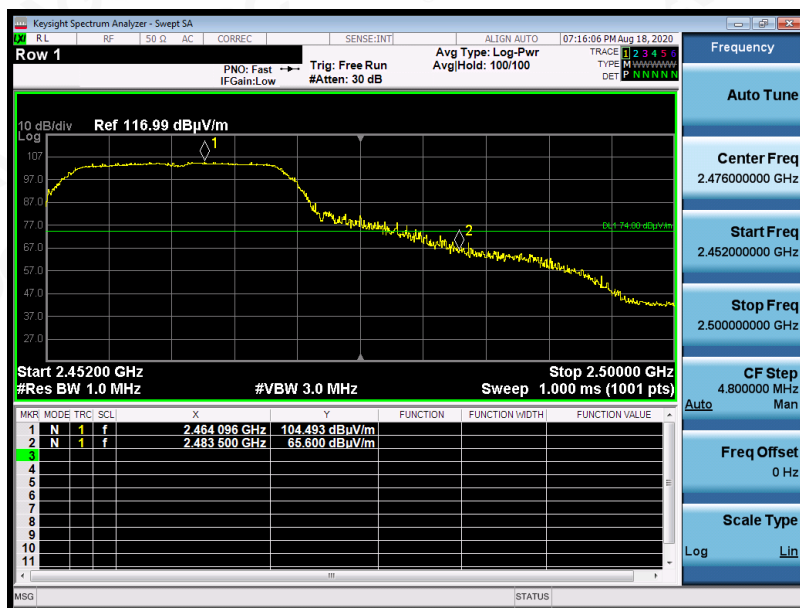 Keysight Spectrum Analyzer - Swept SA
LXI RL RF 50 Ω AC CORREC SENSE:INT ALIGN AUTO 07:16:06 PM Aug 18, 2020
Row 1
PNO: Fast
IFGain:Low
Trig: Free Run
#Atten: 30 dB
Avg Type: Log-Pwr
Avg|Hold: 100/100
TRACE 1 2 3 4 5 6
TYPE M W W W W W
DET P N N N N N
10 dB/div Ref 116.99 dBµV/m
Log
107
97.0
87.0
77.0
67.0
57.0
47.0
37.0
27.0
1
2
DL1 74.00 dBµV/m
Start 2.45200 GHz Stop 2.50000 GHz
#Res BW 1.0 MHz #VBW 3.0 MHz Sweep 1.000 ms (1001 pts)
MKR MODE TRC SCL X Y FUNCTION FUNCTION WIDTH FUNCTION VALUE
1 N 1 f 2.464 096 GHz 104.493 dBµV/m
2 N 1 f 2.483 500 GHz 65.600 dBµV/m
3
4
5
6
7
8
9
10
11
MSG STATUS
Frequency
Auto Tune
Center Freq
2.476000000 GHz
Start Freq
2.452000000 GHz
Stop Freq
2.500000000 GHz
CF Step
4.800000 MHz
Auto Man
Freq Offset
0 Hz
Scale Type
Log Lin